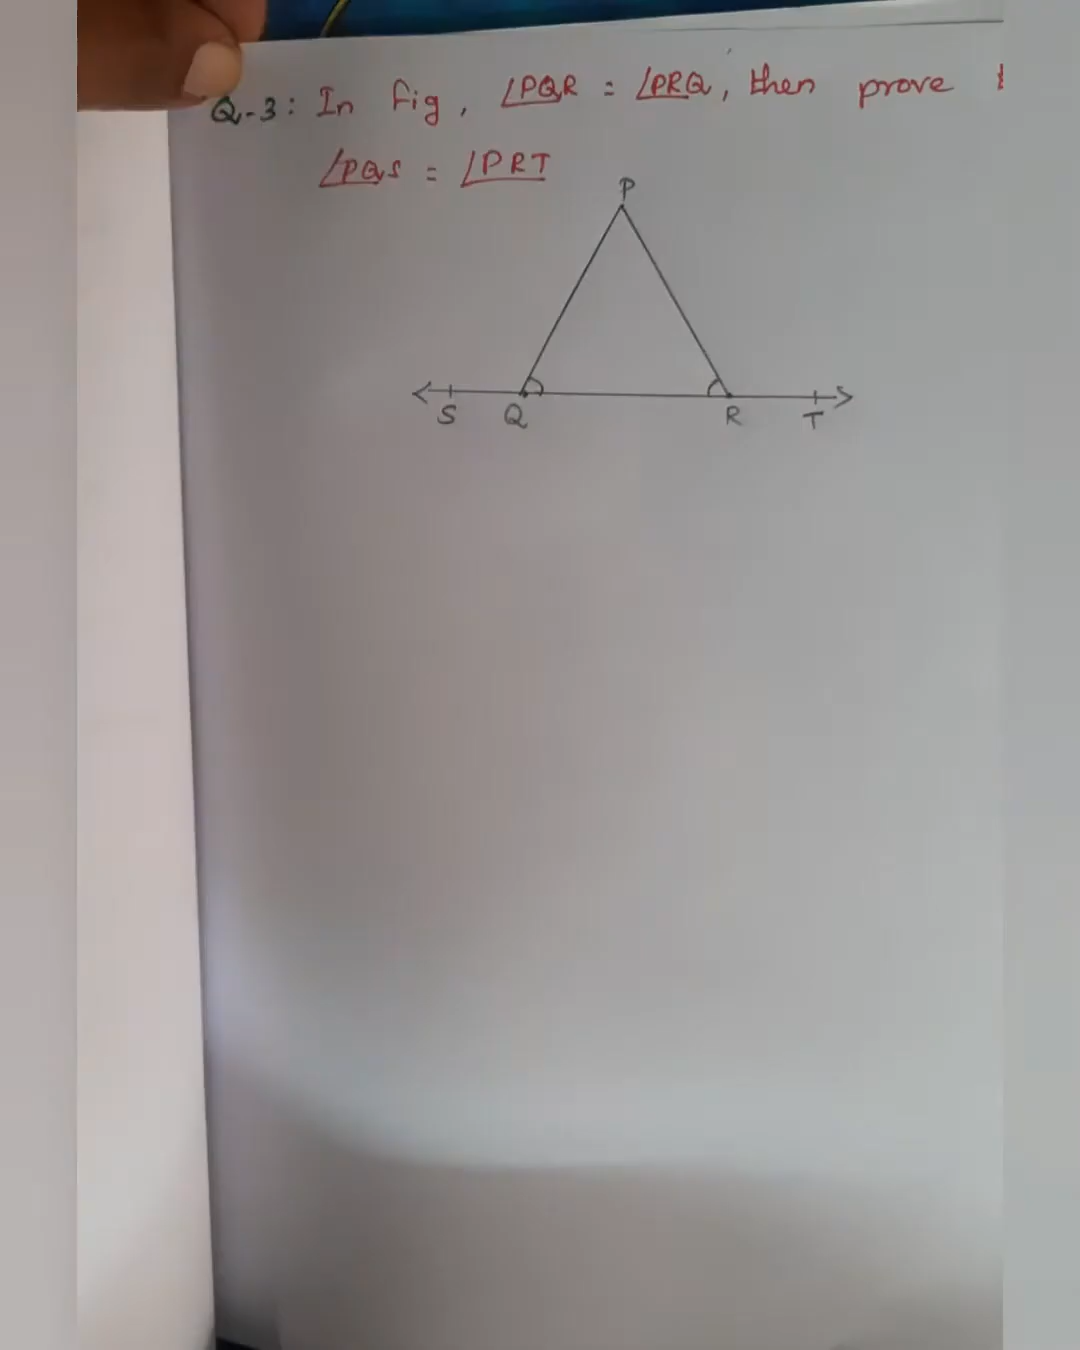 Q-3: In fig, ∠PQR = ∠PRQ, then prove
∠PQS = ∠PRT
P
S Q R T